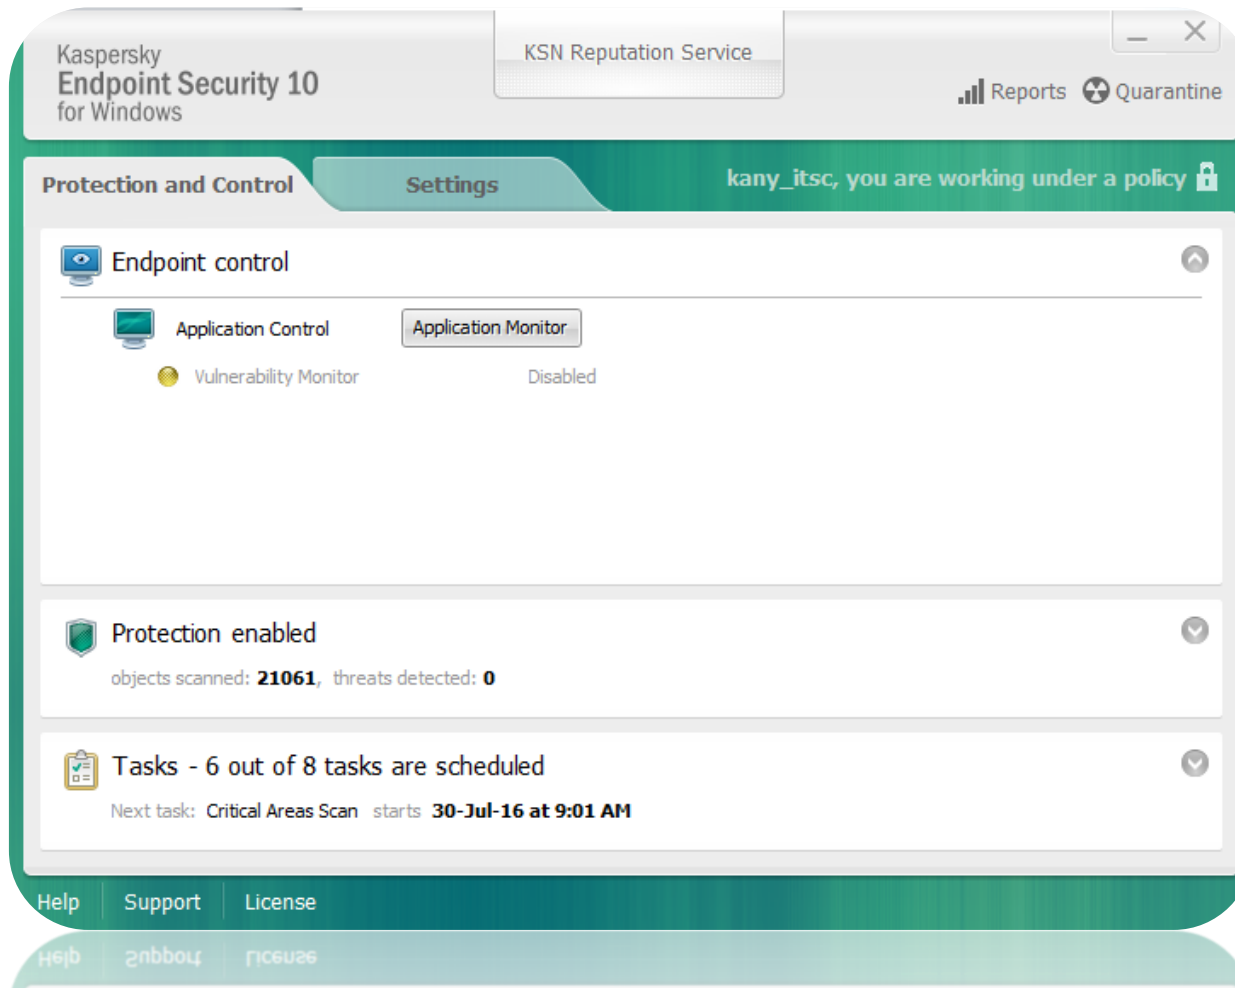 Kaspersky
Endpoint Security 10
for Windows
KSN Reputation Service
Reports Quarantine
Protection and Control Settings kany_itsc, you are working under a policy
Endpoint control
Application Control Application Monitor
Vulnerability Monitor Disabled
Protection enabled
objects scanned: 21061, threats detected: 0
Tasks - 6 out of 8 tasks are scheduled
Next task: Critical Areas Scan starts 30-Jul-16 at 9:01 AM
Help Support License